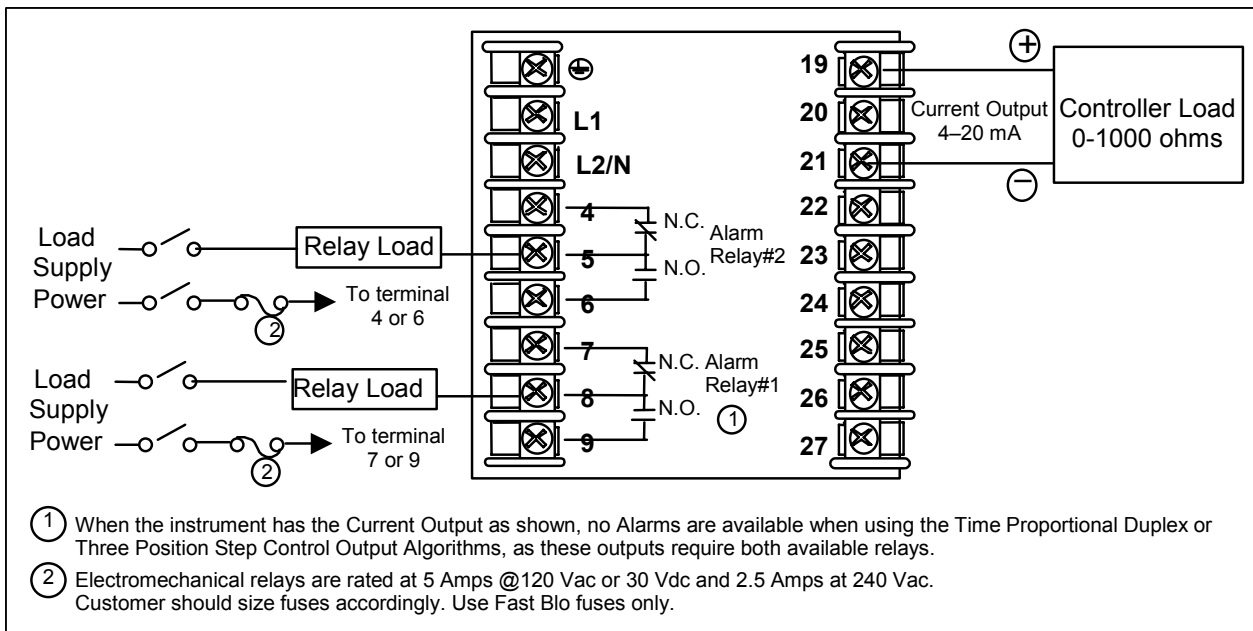 L1
L2/N
4
5
6
7
8
9
N.C.
N.O.
Alarm
Relay#2
N.C.
N.O.
Alarm
Relay#1
1
19
20
21
22
23
24
25
26
27
+
Current Output
4–20 mA
−
Controller Load
0-1000 ohms
Load
Supply
Power
Relay Load
2
To terminal
4 or 6
Load
Supply
Power
Relay Load
2
To terminal
7 or 9
1 When the instrument has the Current Output as shown, no Alarms are available when using the Time Proportional Duplex or
Three Position Step Control Output Algorithms, as these outputs require both available relays.
2 Electromechanical relays are rated at 5 Amps @120 Vac or 30 Vdc and 2.5 Amps at 240 Vac.
Customer should size fuses accordingly. Use Fast Blo fuses only.